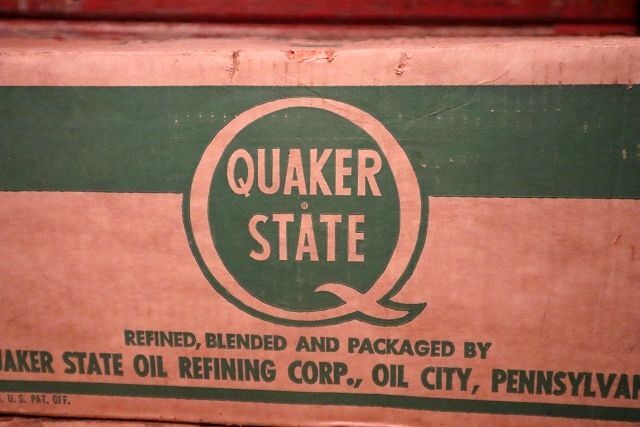 QUAKER
®
STATE
REFINED, BLENDED AND PACKAGED BY
UAKER STATE OIL REFINING CORP., OIL CITY, PENNSYLVAN
. U.S. PAT. OFF.